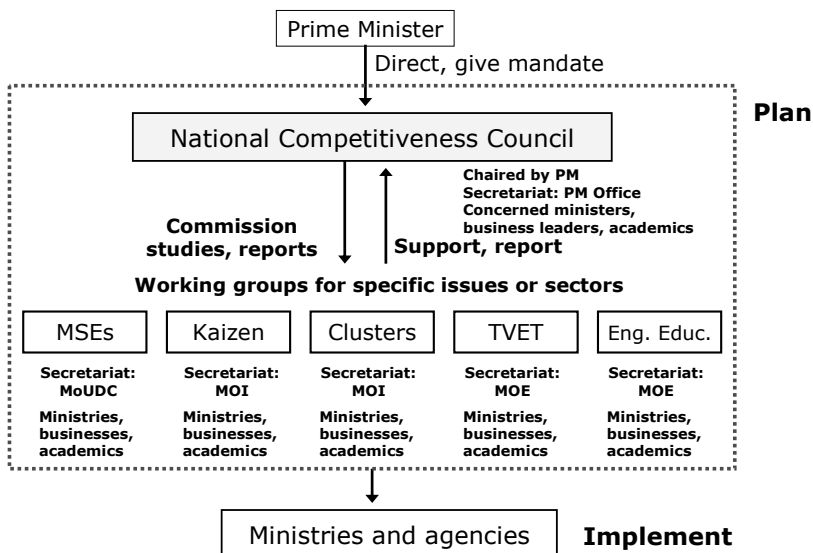 Prime Minister
Direct, give mandate
Plan
National Competitiveness Council
Chaired by PM
Secretariat: PM Office
Concerned ministers,
business leaders, academics
Commission
studies, reports
Support, report
Working groups for specific issues or sectors
MSEs
Kaizen
Clusters
TVET
Eng. Educ.
Secretariat:
MoUDC
Ministries,
businesses,
academics
Secretariat:
MOI
Ministries,
businesses,
academics
Secretariat:
MOI
Ministries,
businesses,
academics
Secretariat:
MOE
Ministries,
businesses,
academics
Secretariat:
MOE
Ministries,
businesses,
academics
Ministries and agencies
Implement